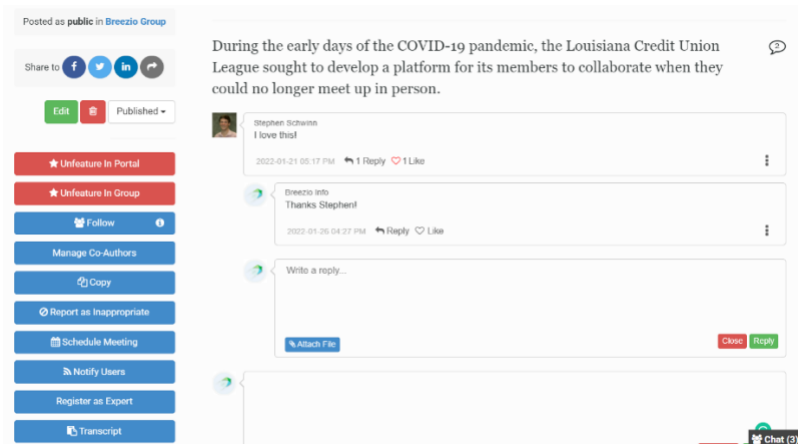 Posted as public in Breezio Group
Share to
Edit
Published
Unfeature In Portal
Unfeature In Group
Follow
Manage Co-Authors
Copy
Report as Inappropriate
Schedule Meeting
Notify Users
Register as Expert
Transcript
During the early days of the COVID-19 pandemic, the Louisiana Credit Union
League sought to develop a platform for its members to collaborate when they
could no longer meet up in person.
2
Stephen Schwinn
I love this!
2022-01-21 05:17 PM 1 Reply 1 Like
Breezio Info
Thanks Stephen!
2022-01-26 04:27 PM Reply Like
Write a reply...
Attach File
Close Reply
Chat (3)